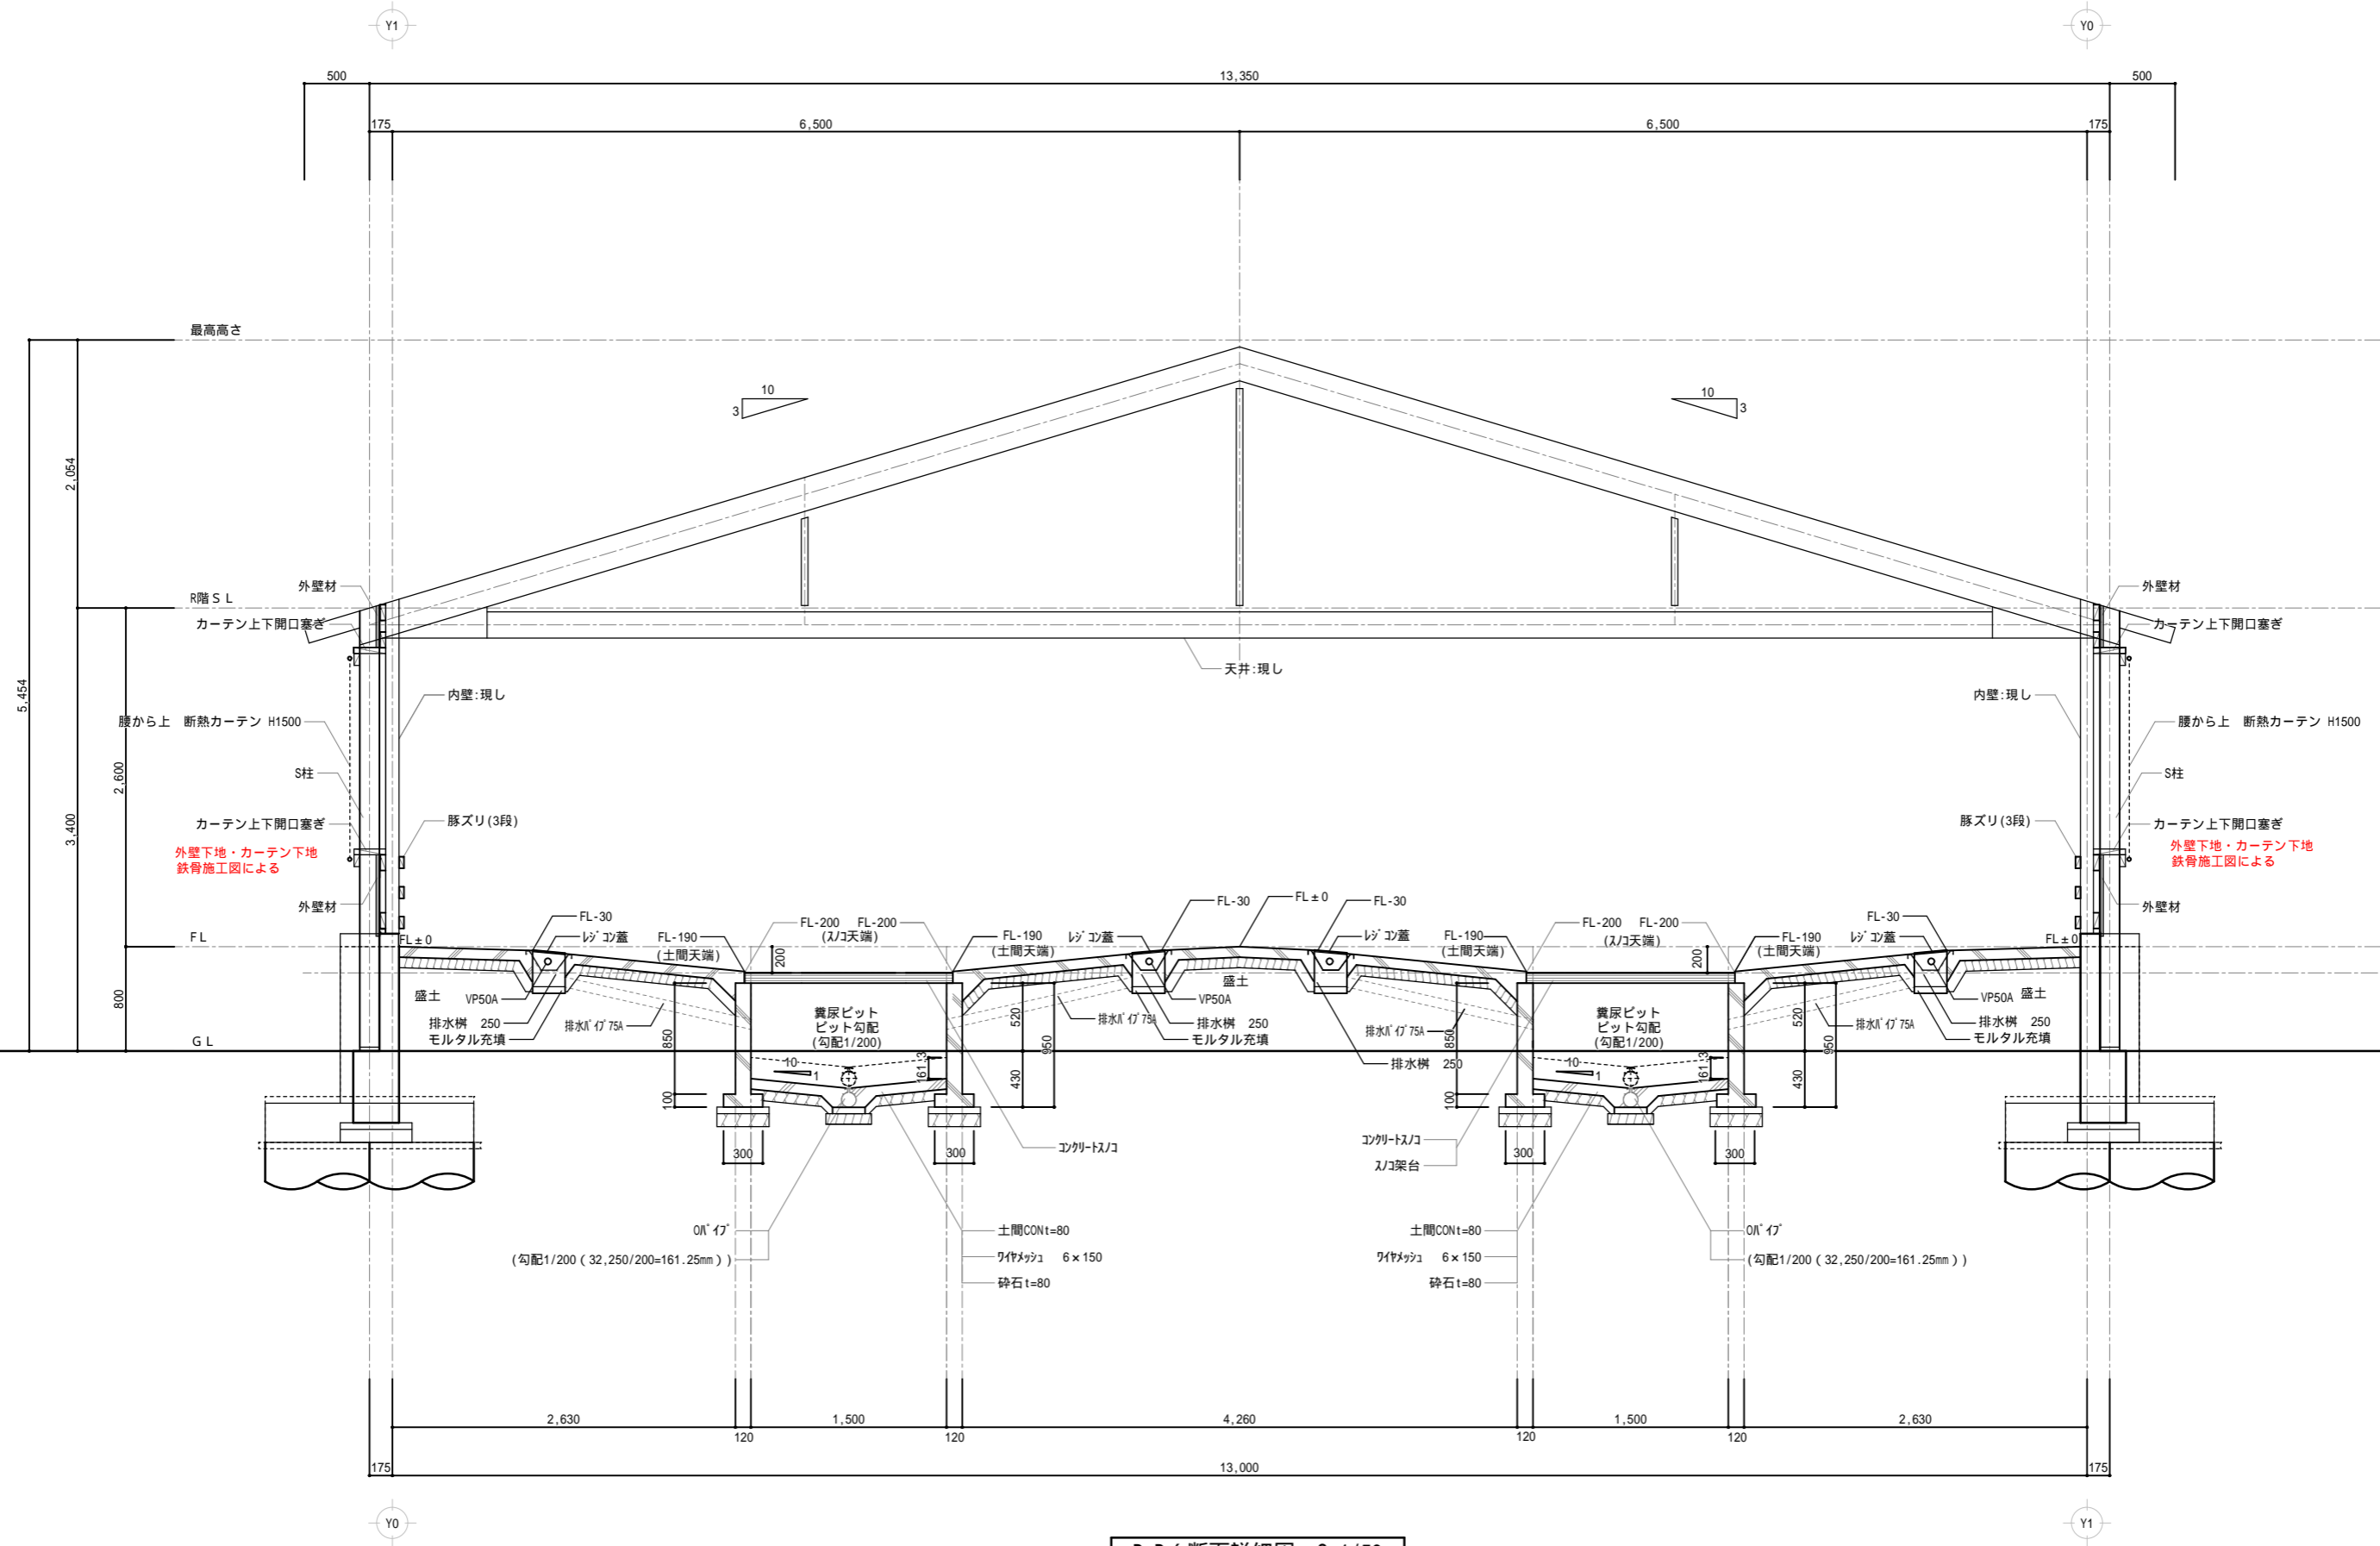 Y1
Y0
500
13,350
500
175
6,500
6,500
175
最高高さ
10
3
10
3
2,054
5,454
外壁材
R階ＳＬ
カーテン上下開口塞ぎ
外壁材
カーテン上下開口塞ぎ
天井:現し
内壁:現し
内壁:現し
腰から上　断熱カーテン H1500
腰から上　断熱カーテン H1500
2,600
3,400
S柱
S柱
カーテン上下開口塞ぎ
豚ズリ(3段)
豚ズリ(3段)
カーテン上下開口塞ぎ
外壁下地・カーテン下地
鉄骨施工図による
外壁下地・カーテン下地
鉄骨施工図による
外壁材
外壁材
FL-30
FL-200
FL-200
(スノコ天端)
FL-30
FL±0
FL-30
FL-200
FL-200
(スノコ天端)
FL-30
ＦＬ
FL±0
レジコン蓋
FL-190
(土間天端)
200
FL-190
(土間天端)
レジコン蓋
レジコン蓋
FL-190
(土間天端)
200
FL-190
(土間天端)
レジコン蓋
FL±0
800
盛土
VP50A
排水桝　250
モルタル充填
排水パイプ75A
850
糞尿ピット
ピット勾配
(勾配1/200)
520
950
排水パイプ75A
盛土
VP50A
排水桝　250
モルタル充填
排水桝　250
排水パイプ75A
850
糞尿ピット
ピット勾配
(勾配1/200)
520
950
排水パイプ75A
VP50A
盛土
排水桝　250
モルタル充填
ＧＬ
10
1
161.3
430
100
10
1
161.3
430
100
300
300
コンクリートスノコ
コンクリートスノコ
スノコ架台
300
300
Oパイプ
(勾配1/200（32,250/200=161.25mm）)
土間CONt=80
ワイヤメッシュ　6×150
砕石t=80
土間CONt=80
ワイヤメッシュ　6×150
砕石t=80
Oパイプ
(勾配1/200（32,250/200=161.25mm）)
2,630
1,500
4,260
1,500
2,630
120
120
120
120
175
13,000
175
Y0
Y1